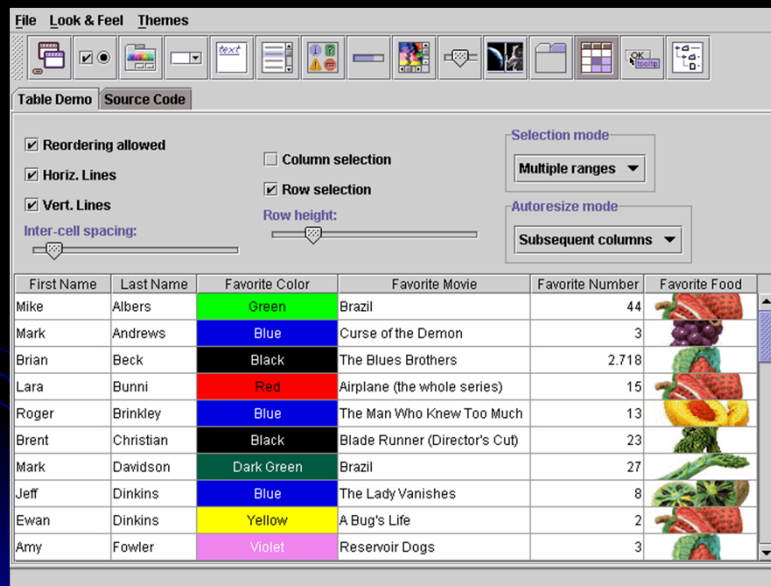 File Look & Feel Themes
text
OK
tooltip
Table Demo Source Code
Reordering allowed
Horiz. Lines
Vert. Lines
Inter-cell spacing:
Column selection
Row selection
Row height:
Selection mode
Multiple ranges
Autoresize mode
Subsequent columns
First Name Last Name Favorite Color Favorite Movie Favorite Number Favorite Food
Mike Albers Green Brazil 44
Mark Andrews Blue Curse of the Demon 3
Brian Beck Black The Blues Brothers 2.718
Lara Bunni Red Airplane (the whole series) 15
Roger Brinkley Blue The Man Who Knew Too Much 13
Brent Christian Black Blade Runner (Director's Cut) 23
Mark Davidson Dark Green Brazil 27
Jeff Dinkins Blue The Lady Vanishes 8
Ewan Dinkins Yellow A Bug's Life 2
Amy Fowler Violet Reservoir Dogs 3